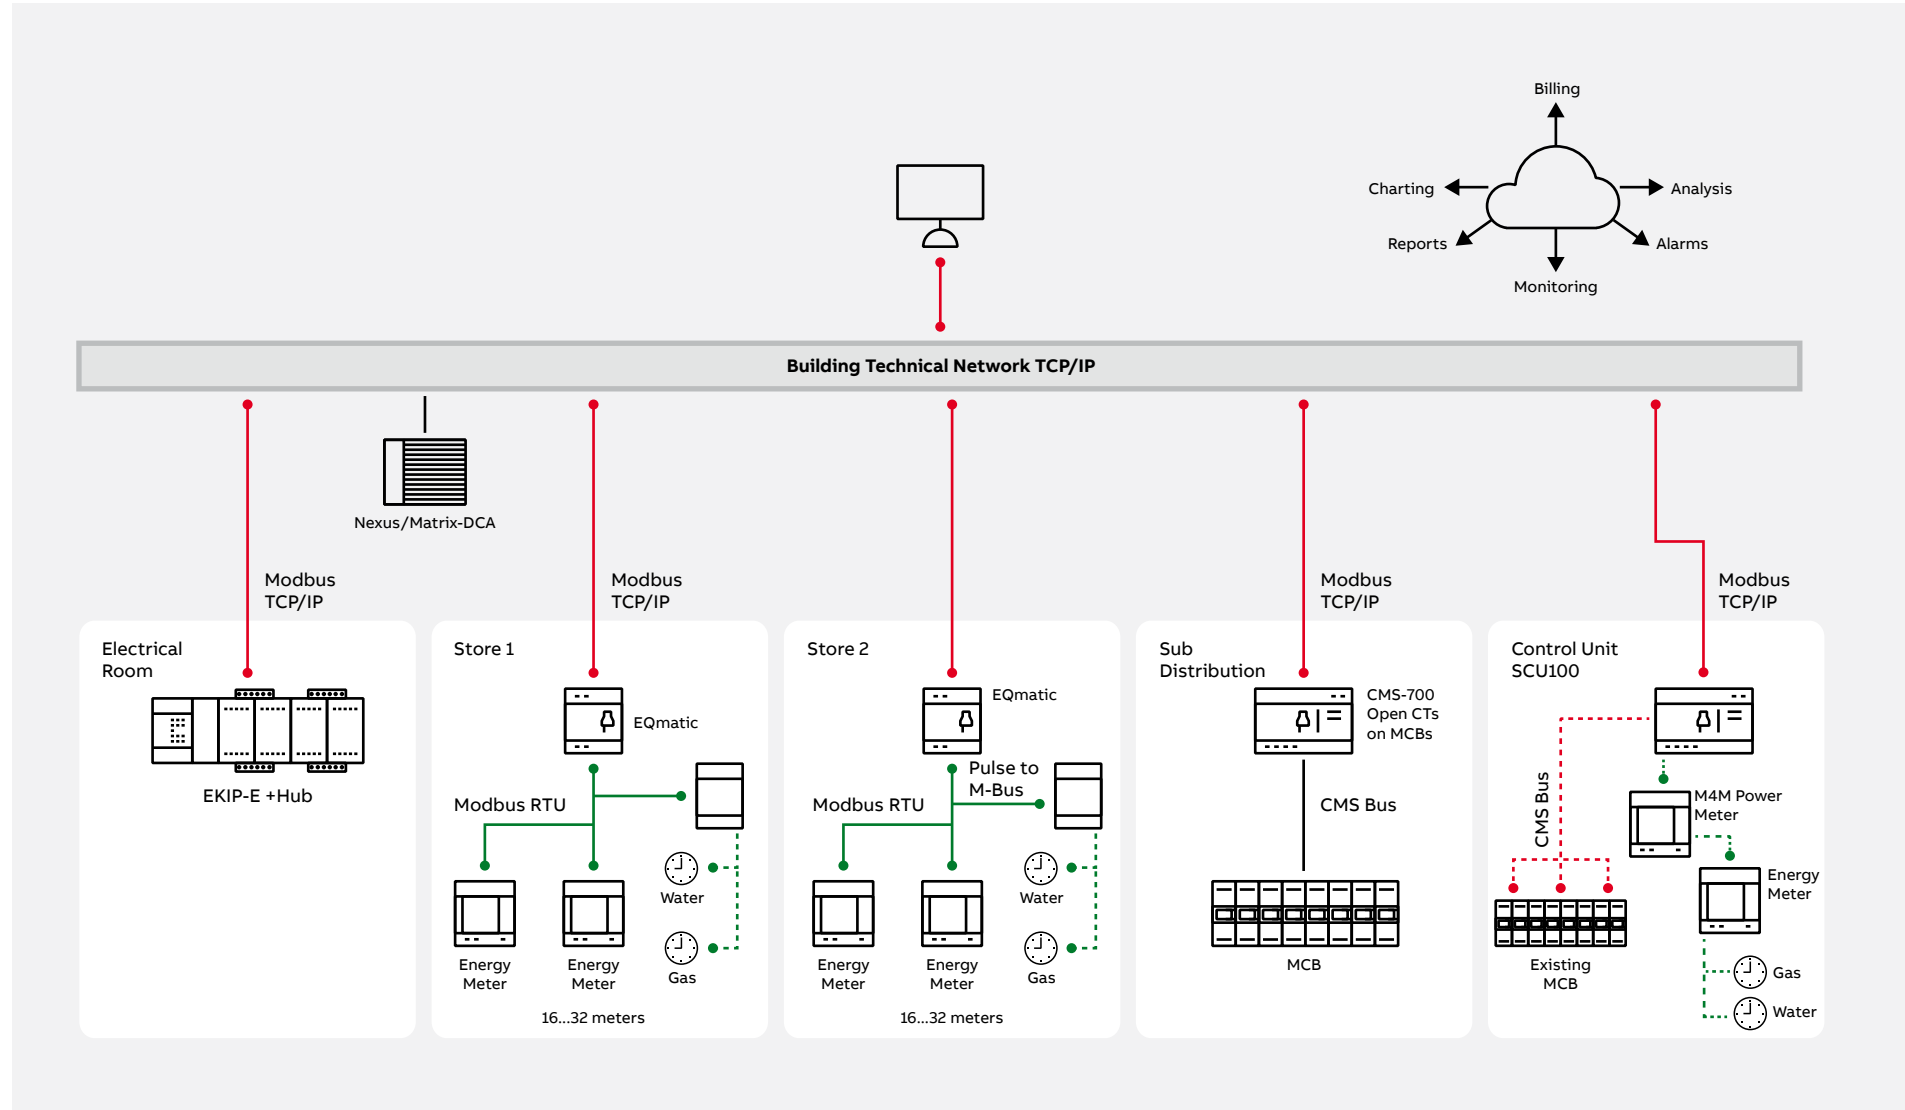 Billing
Charting
Analysis
Reports
Alarms
Monitoring
Building Technical Network TCP/IP
Nexus/Matrix-DCA
Modbus
TCP/IP
Modbus
TCP/IP
Modbus
TCP/IP
Modbus
TCP/IP
Electrical
Room
EKIP-E +Hub
Store 1
EQmatic
Modbus RTU
Water
Gas
Energy
Meter
Energy
Meter
16...32 meters
Store 2
EQmatic
Pulse to
M-Bus
Modbus RTU
Water
Gas
Energy
Meter
Energy
Meter
16...32 meters
Sub
Distribution
CMS-700
Open CTs
on MCBs
CMS Bus
MCB
Control Unit
SCU100
CMS Bus
M4M Power
Meter
Energy
Meter
Existing
MCB
Gas
Water